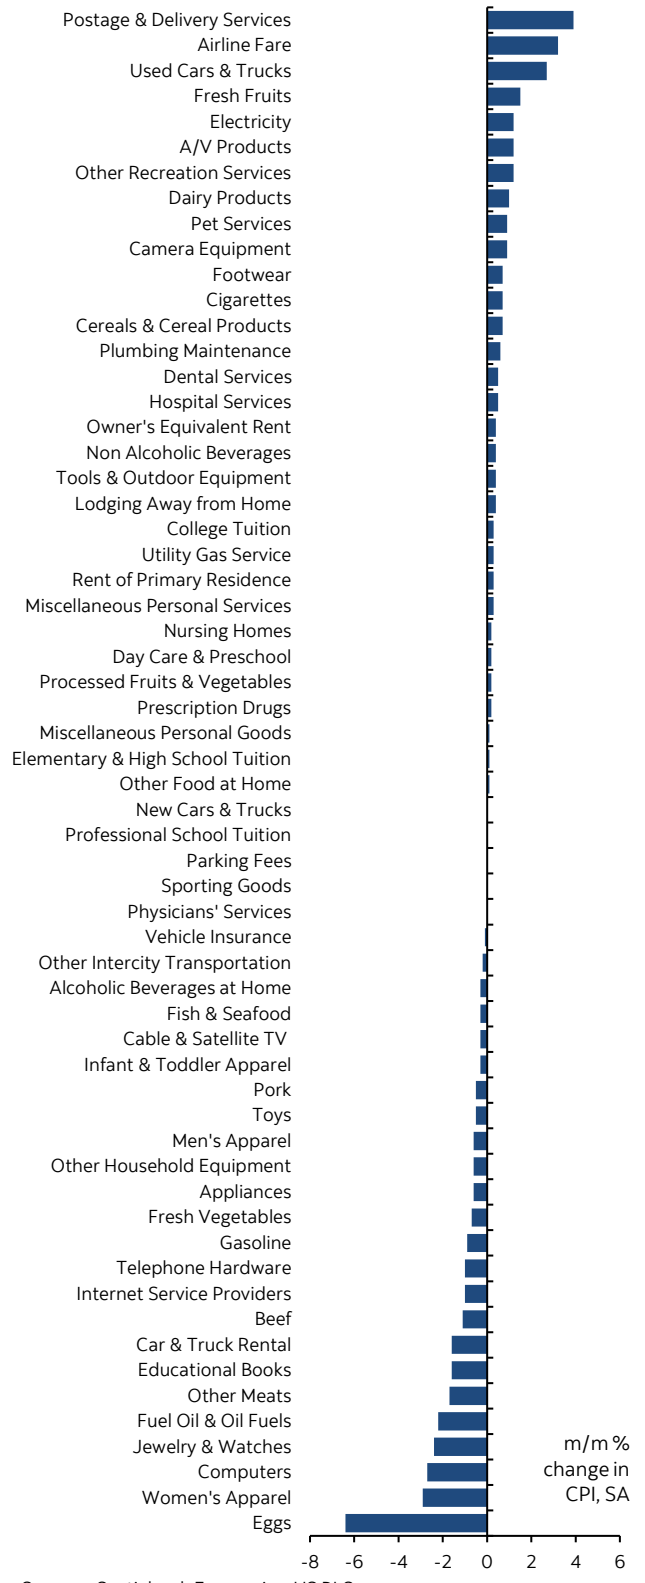 Postage & Delivery Services
Airline Fare
Used Cars & Trucks
Fresh Fruits
Electricity
A/V Products
Other Recreation Services
Dairy Products
Pet Services
Camera Equipment
Footwear
Cigarettes
Cereals & Cereal Products
Plumbing Maintenance
Dental Services
Hospital Services
Owner's Equivalent Rent
Non Alcoholic Beverages
Tools & Outdoor Equipment
Lodging Away from Home
College Tuition
Utility Gas Service
Rent of Primary Residence
Miscellaneous Personal Services
Nursing Homes
Day Care & Preschool
Processed Fruits & Vegetables
Prescription Drugs
Miscellaneous Personal Goods
Elementary & High School Tuition
Other Food at Home
New Cars & Trucks
Professional School Tuition
Parking Fees
Sporting Goods
Physicians' Services
Vehicle Insurance
Other Intercity Transportation
Alcoholic Beverages at Home
Fish & Seafood
Cable & Satellite TV
Infant & Toddler Apparel
Pork
Toys
Men's Apparel
Other Household Equipment
Appliances
Fresh Vegetables
Gasoline
Telephone Hardware
Internet Service Providers
Beef
Car & Truck Rental
Educational Books
Other Meats
Fuel Oil & Oil Fuels
Jewelry & Watches
Computers
Women's Apparel
Eggs
m/m %
change in
CPI, SA
-8 -6 -4 -2 0 2 4 6